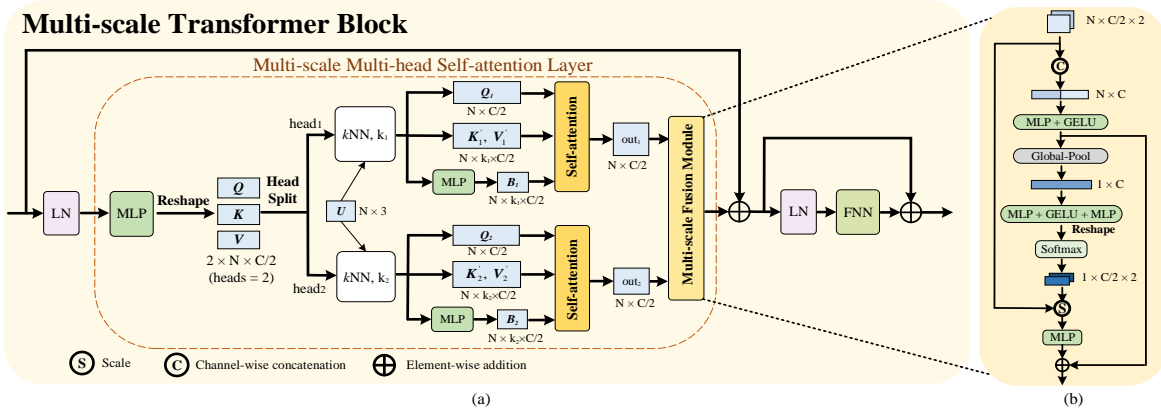 Multi-scale Transformer Block
Multi-scale Multi-head Self-attention Layer
LN
MLP
Reshape
Q
K
V
2 × N × C/2
(heads = 2)
Head
Split
head1
head2
kNN, k1
U
N × 3
kNN, k2
Q1
N × C/2
K'1, V'1
N × k1×C/2
MLP
B1
N × k1×C/2
Self-attention
out1
N × C/2
Q2
N × C/2
K'2, V'2
N × k2×C/2
MLP
B2
N × k2×C/2
Self-attention
out2
N × C/2
Multi-scale Fusion Module
LN
FNN
S Scale
C Channel-wise concatenation
Element-wise addition
(a)
N × C/2 × 2
C
N × C
MLP + GELU
Global-Pool
1 × C
MLP + GELU + MLP
Reshape
Softmax
1 × C/2 × 2
S
MLP
(b)